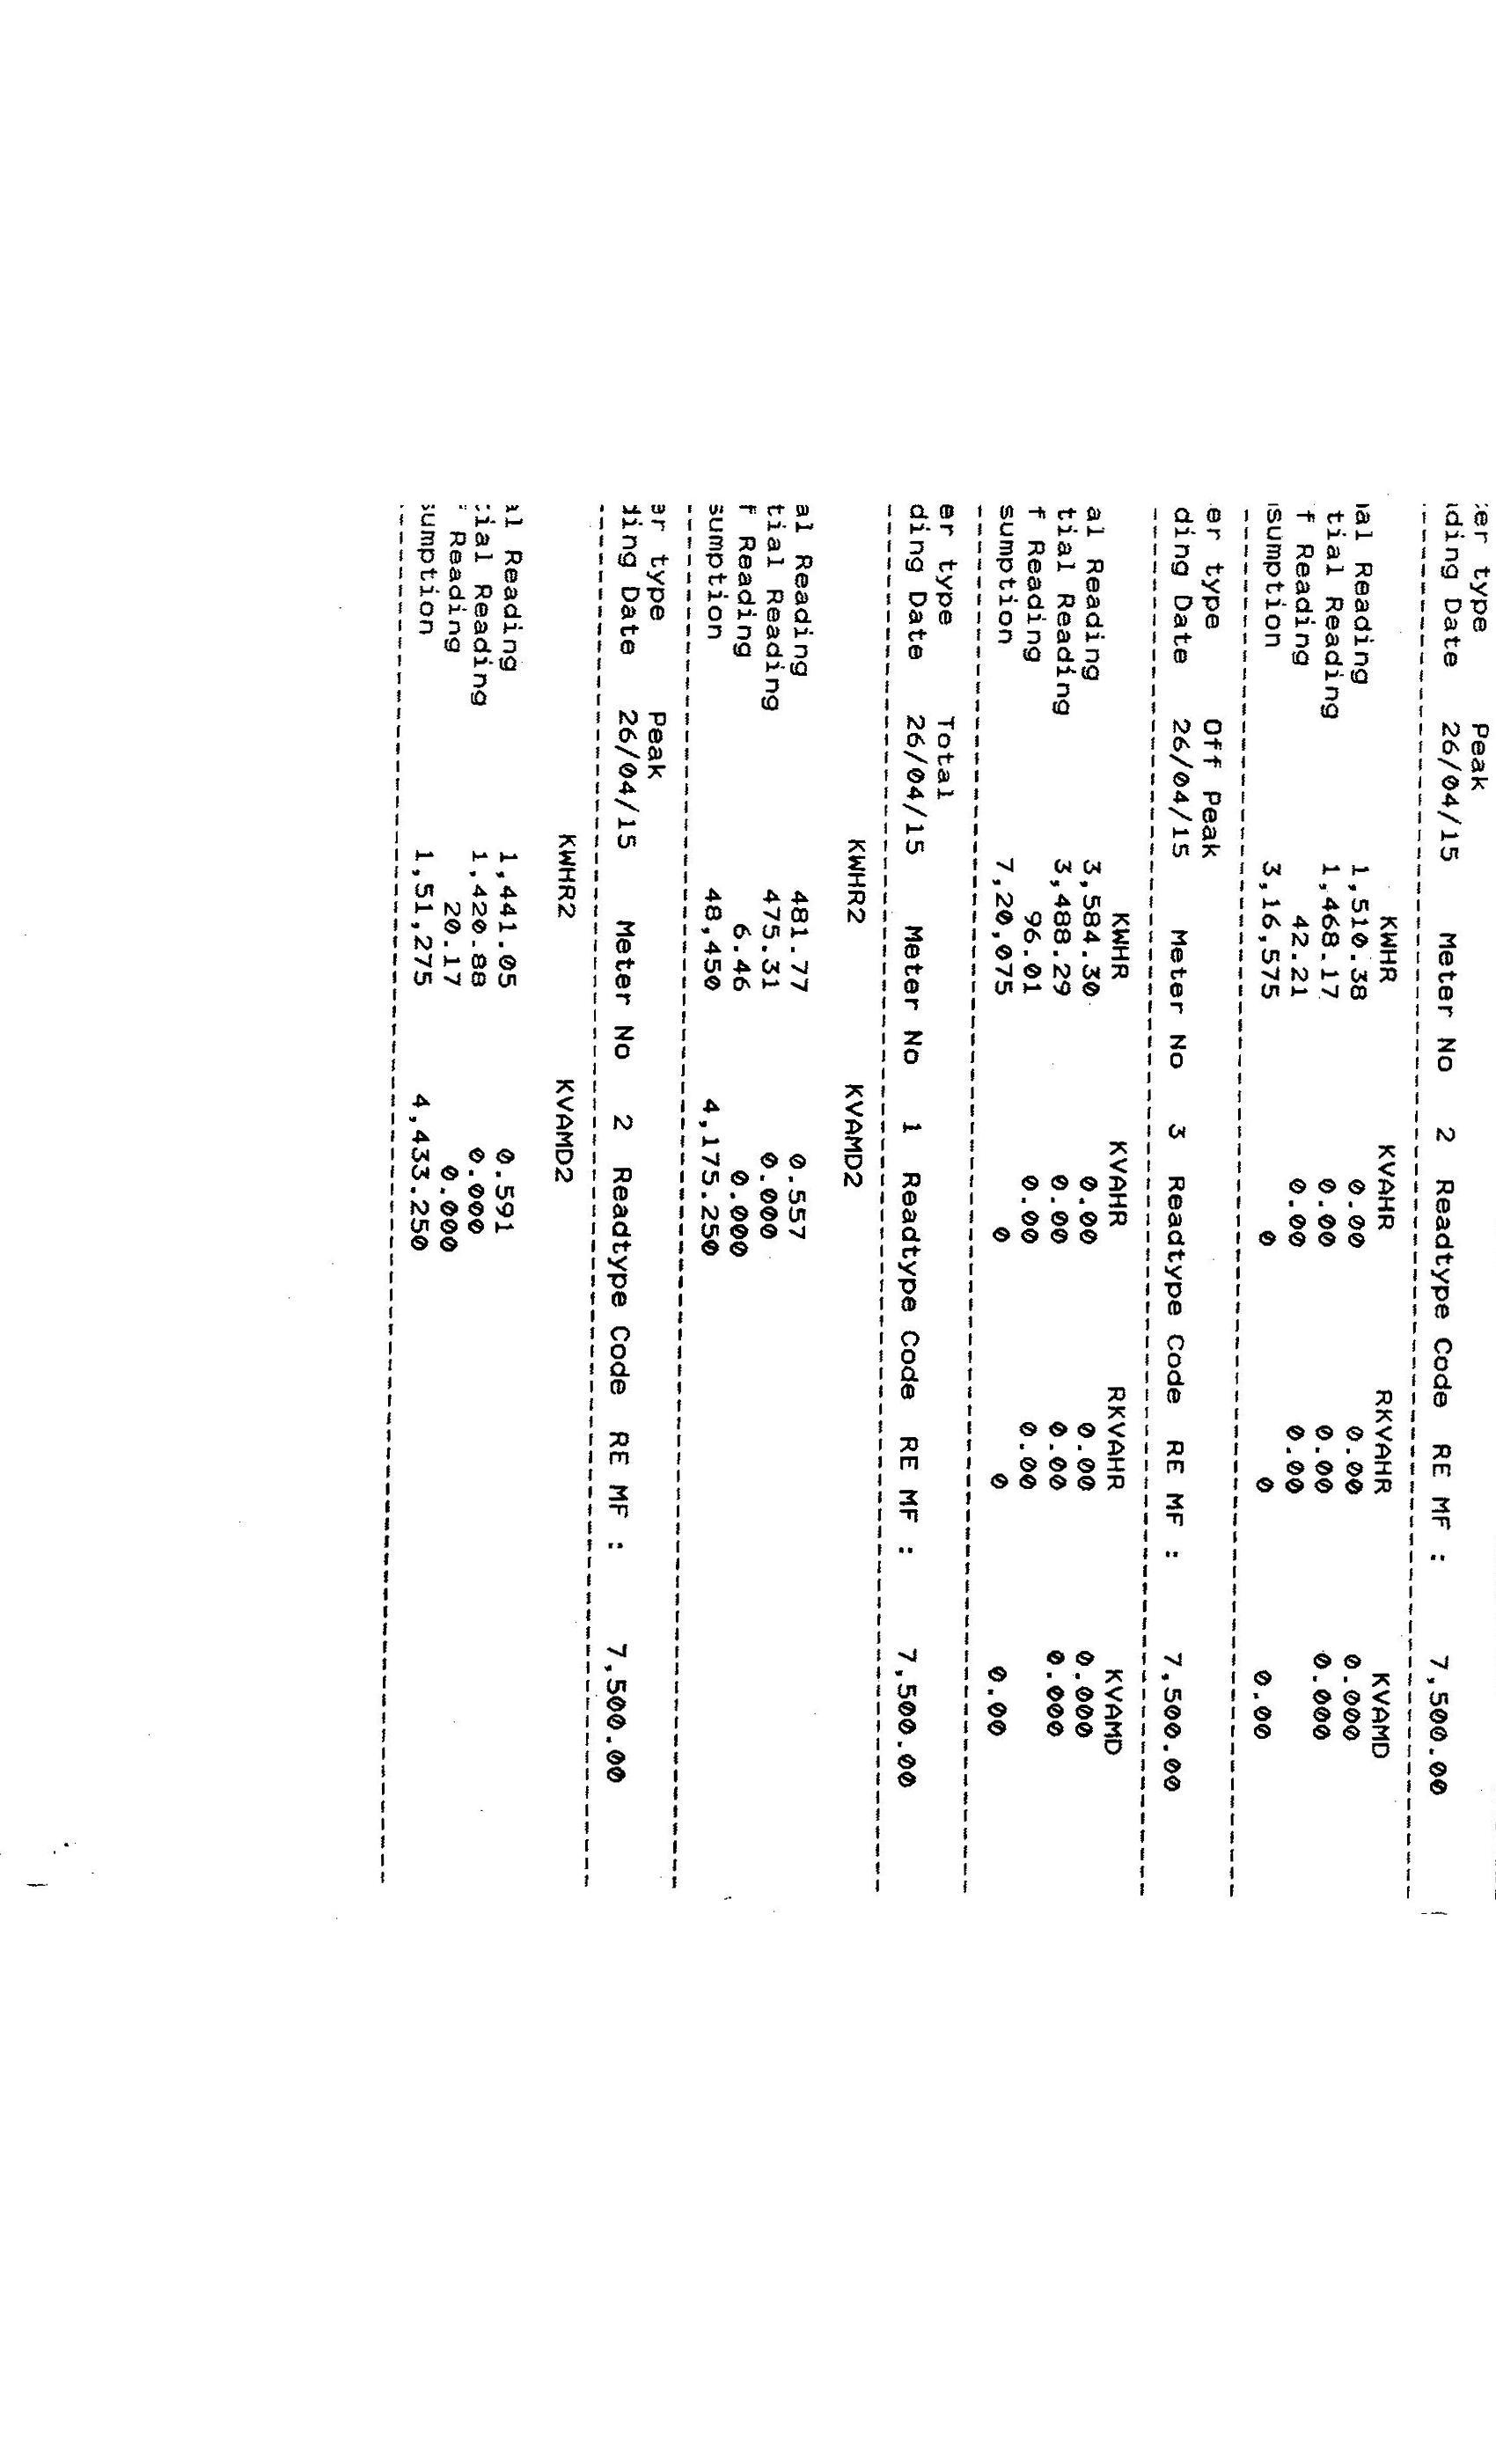 er type Peak
ding Date 26/04/15 Meter No 2 Readtype Code RE MF : 7,500.00
KWHR KVAHR RKVAHR KVAMD
al Reading 1,510.38 0.00 0.00 0.000
tial Reading 1,468.17 0.00 0.00 0.000
f Reading 42.21 0.00 0.00
sumption 3,16,575 0 0 0.00
er type Off Peak
ding Date 26/04/15 Meter No 3 Readtype Code RE MF : 7,500.00
KWHR KVAHR RKVAHR KVAMD
al Reading 3,584.30 0.00 0.00 0.000
tial Reading 3,488.29 0.00 0.00 0.000
f Reading 96.01 0.00 0.00
sumption 7,20,075 0 0 0.00
er type Total
ding Date 26/04/15 Meter No 1 Readtype Code RE MF : 7,500.00
KWHR2 KVAMD2
al Reading 481.77 0.557
tial Reading 475.31 0.000
f Reading 6.46 0.000
sumption 48,450 4,175.250
er type Peak
ding Date 26/04/15 Meter No 2 Readtype Code RE MF : 7,500.00
KWHR2 KVAMD2
al Reading 1,441.05 0.591
tial Reading 1,420.88 0.000
Reading 20.17 0.000
sumption 1,51,275 4,433.250